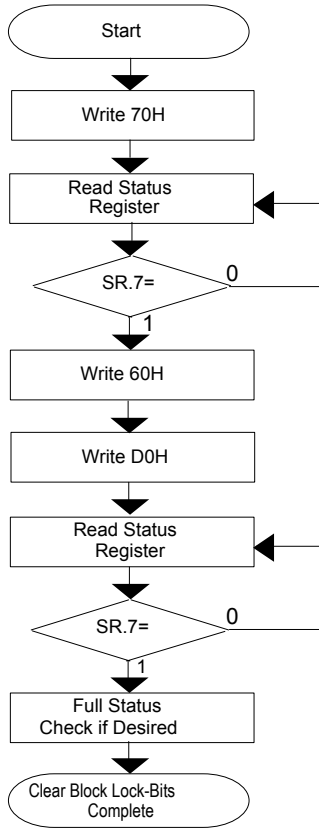 Start
Write 70H
Read Status
Register
SR.7=
0
1
Write 60H
Write D0H
Read Status
Register
SR.7=
0
1
Full Status
Check if Desired
Clear Block Lock-Bits
Complete